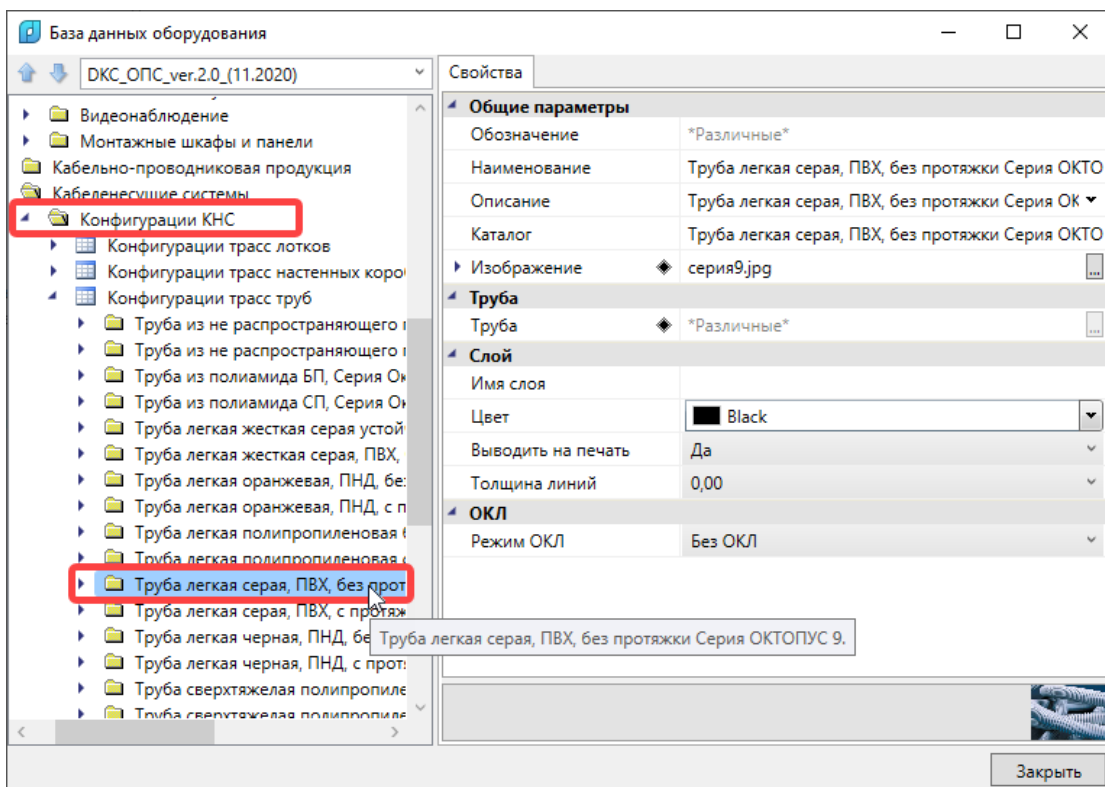 База данных оборудования
DКС_ОПС_ver.2.0_(11.2020)
Видеонаблюдение
Монтажные шкафы и панели
Кабельно-проводниковая продукция
Кабеленесущие системы
Конфигурации КНС
Конфигурации трасс лотков
Конфигурации трасс настенных коро
Конфигурации трасс труб
Труба из не распространяющего г
Труба из не распространяющего г
Труба из полиамида БП, Серия Ок
Труба из полиамида СП, Серия Ок
Труба легкая жесткая серая устой
Труба легкая жесткая серая, ПВХ,
Труба легкая оранжевая, ПНД, бе
Труба легкая оранжевая, ПНД, с п
Труба легкая полипропиленовая б
Труба легкая полипропиленовая с
Труба легкая серая, ПВХ, без прот
Труба легкая серая, ПВХ, с протяж
Труба легкая черная, ПНД, бе
Труба легкая черная, ПНД, с прот
Труба сверхтяжелая полипропиле
Труба сверхтяжелая полипропиле
Труба легкая серая, ПВХ, без протяжки Серия ОКТОПУС 9.
Свойства
Общие параметры
Обозначение *Различные*
Наименование Труба легкая серая, ПВХ, без протяжки Серия ОКТО
Описание Труба легкая серая, ПВХ, без протяжки Серия ОК
Каталог Труба легкая серая, ПВХ, без протяжки Серия ОКТО
Изображение серия9.jpg ...
Труба
Труба *Различные* ...
Слой
Имя слоя
Цвет Black
Выводить на печать Да
Толщина линий 0,00
ОКЛ
Режим ОКЛ Без ОКЛ
Закрыть